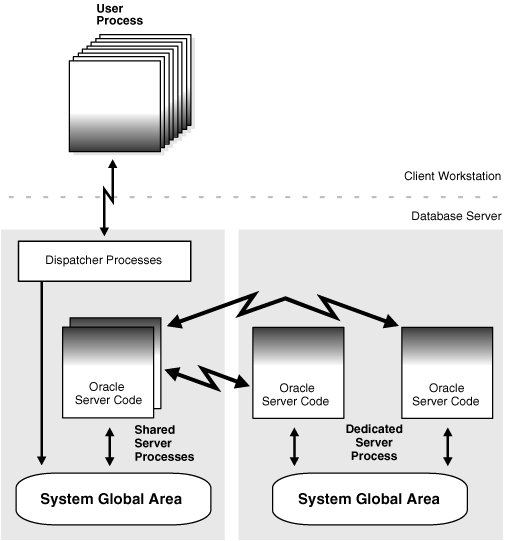 User
Process
Client Workstation
Database Server
Dispatcher Processes
Oracle
Server Code
Oracle
Server Code
Oracle
Server Code
Shared
Server
Processes
Dedicated
Server
Process
System Global Area
System Global Area